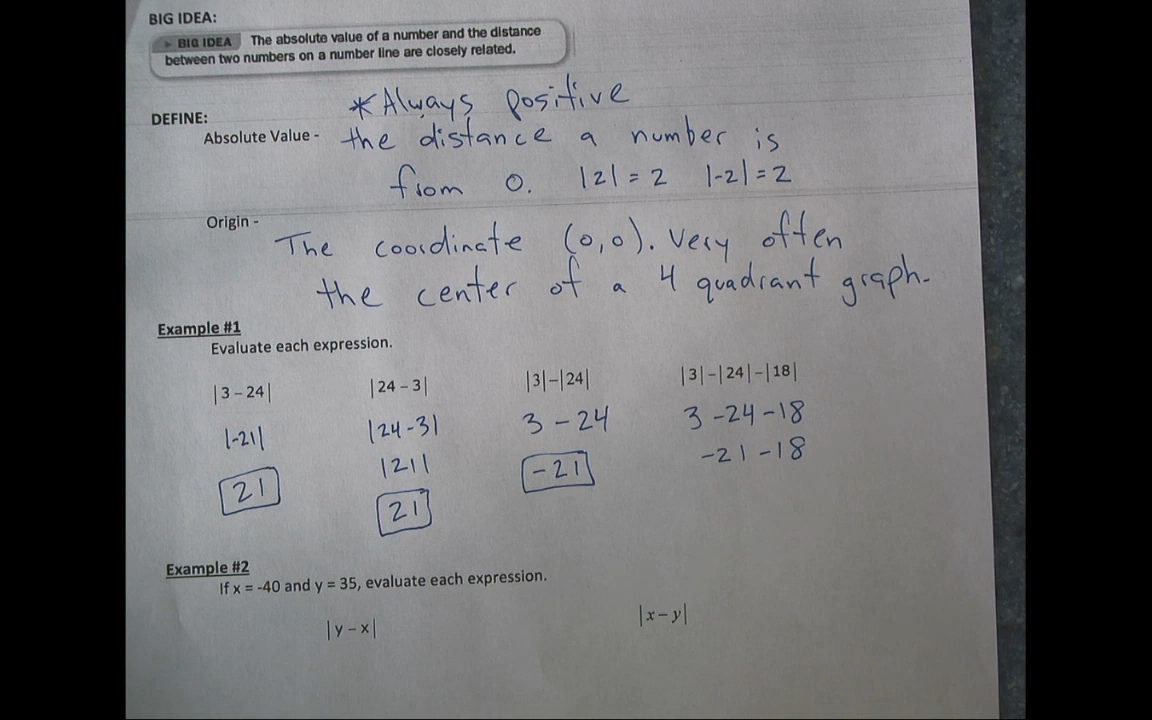 BIG IDEA:
▸ BIG IDEA The absolute value of a number and the distance
between two numbers on a number line are closely related.
*Always positive
DEFINE:
Absolute Value - the distance a number is
from 0. |2| = 2 |-2| = 2
Origin -
The coordinate (0,0). Very often
the center of a 4 quadrant graph.
Example #1
Evaluate each expression.
|3 – 24| |24 – 3| |3|–|24| |3|–|24|–|18|
|-21| |24-3| 3 - 24 3 -24 -18
21 |21| -21 -21 -18
21
Example #2
If x = -40 and y = 35, evaluate each expression.
|y – x| |x – y|